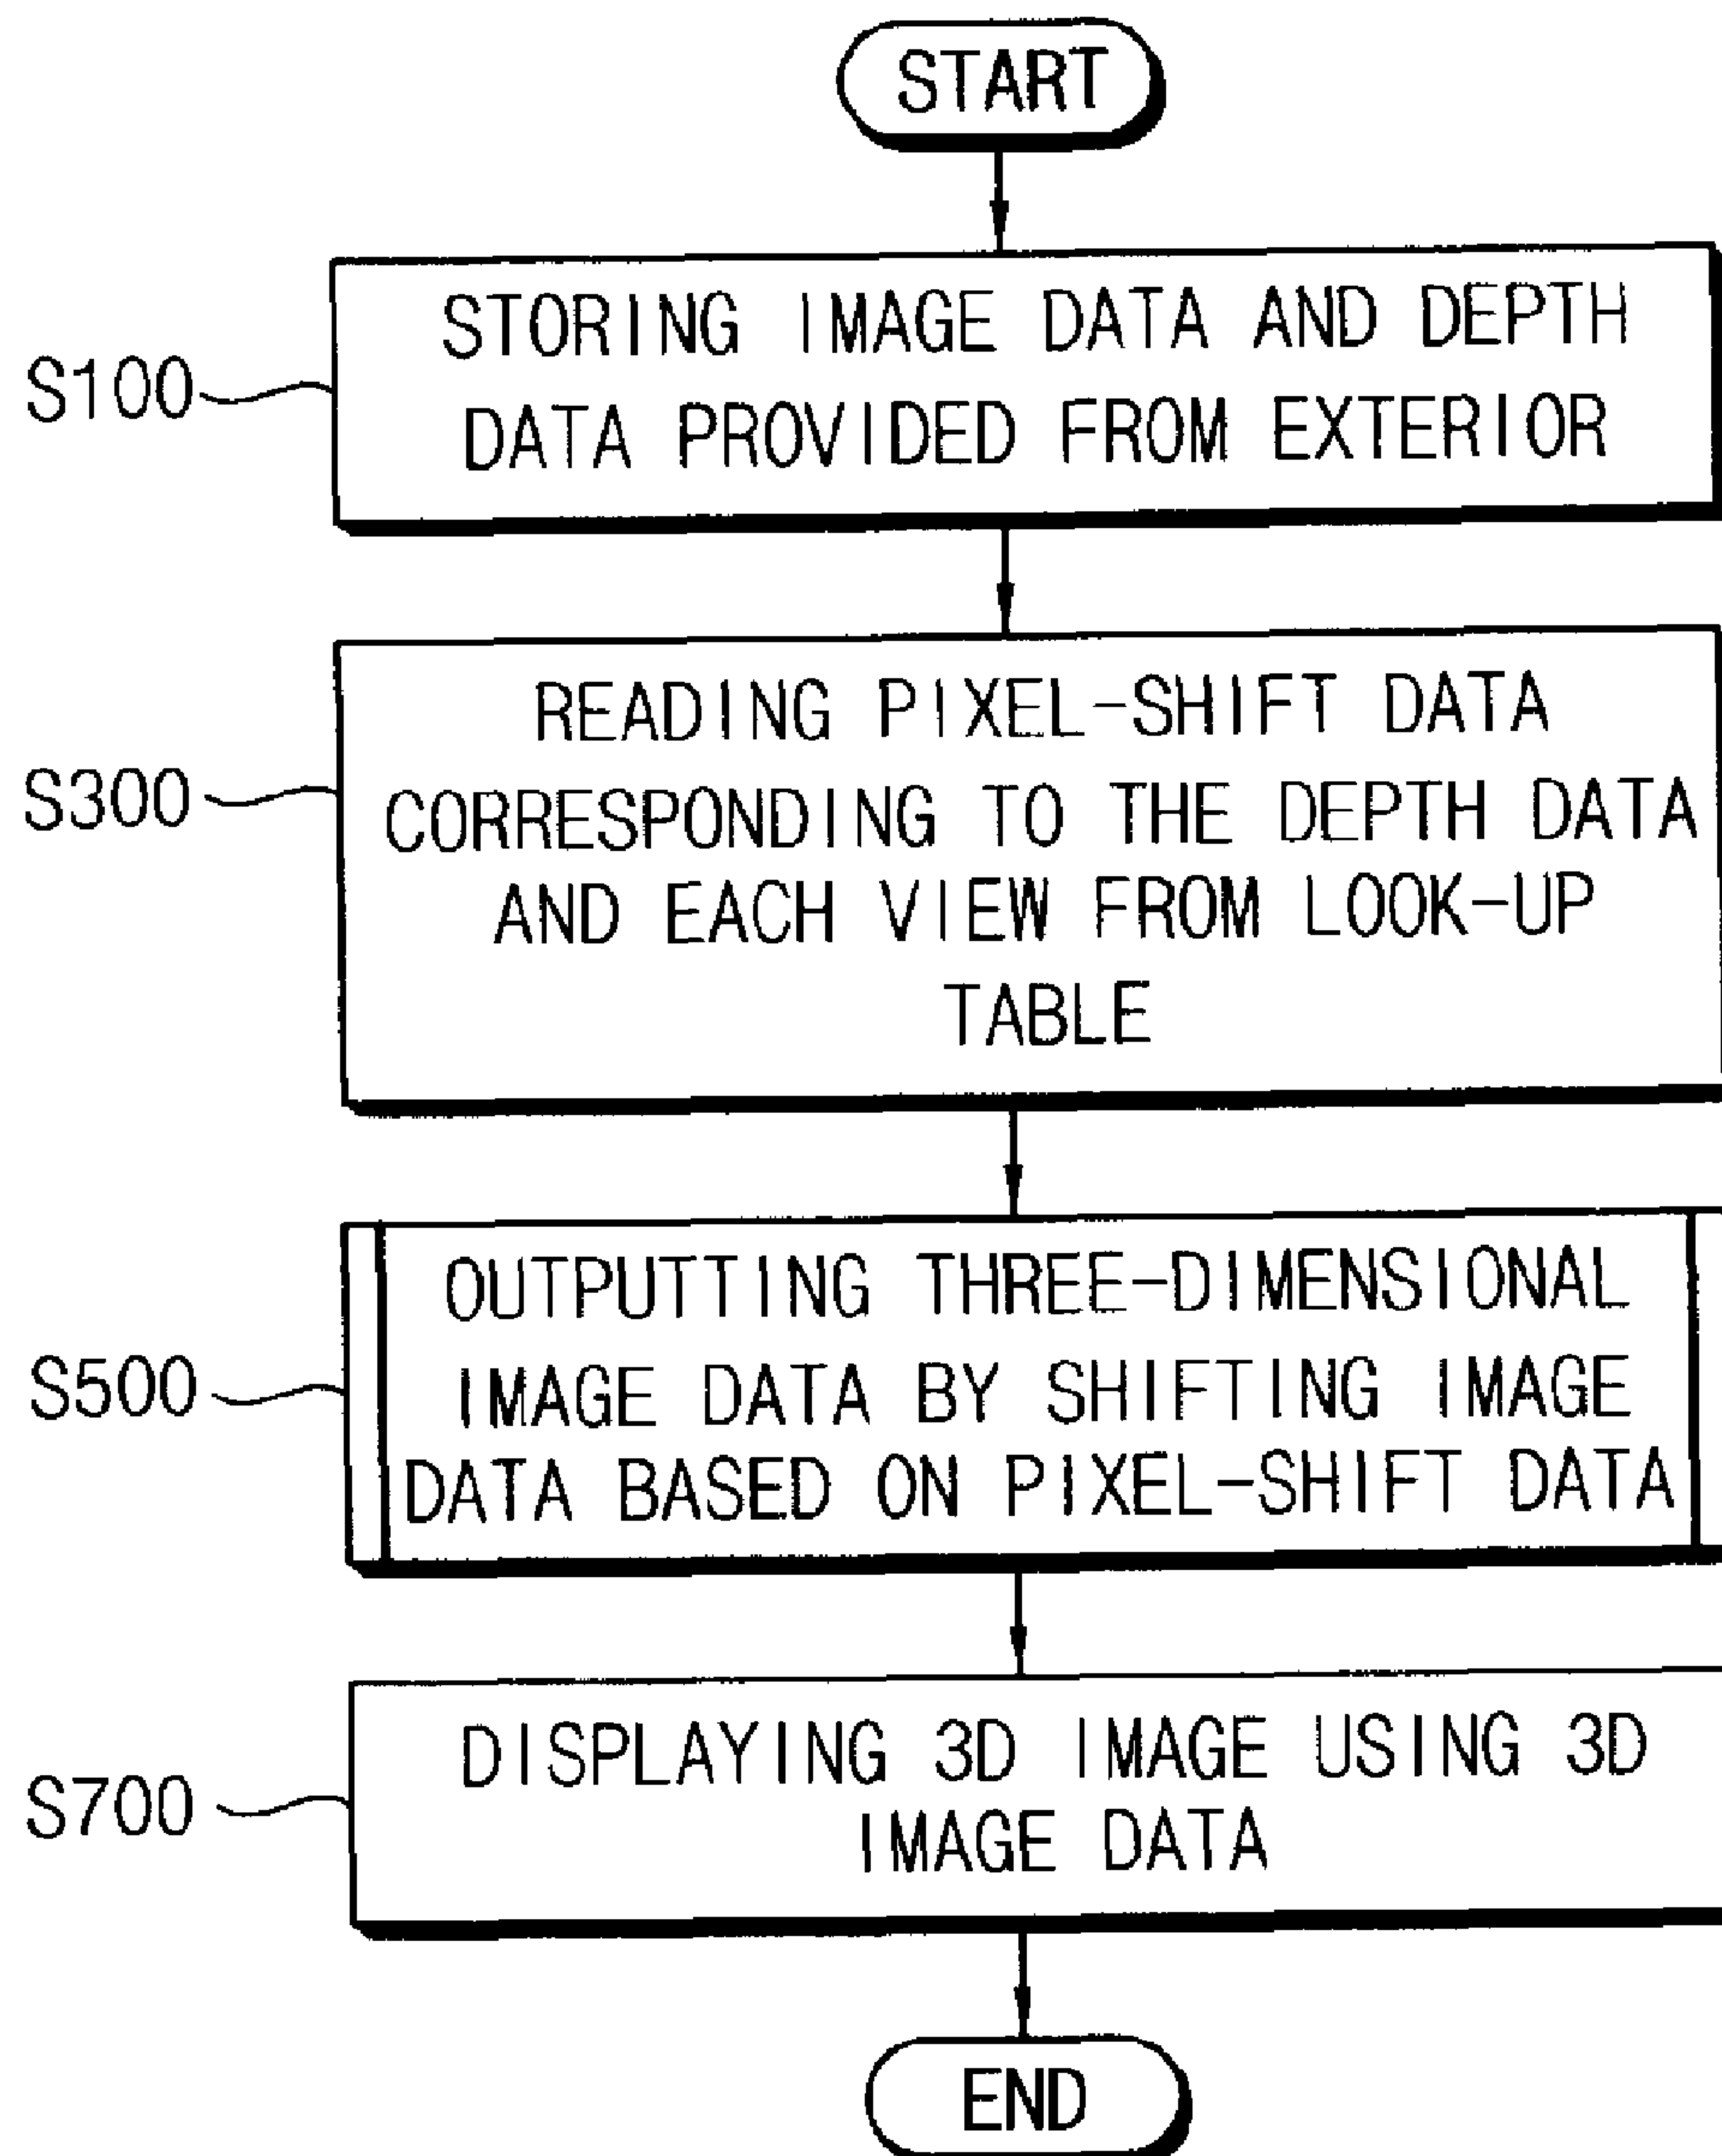 START
STORING IMAGE DATA AND DEPTH
DATA PROVIDED FROM EXTERIOR
S100
READING PIXEL-SHIFT DATA
CORRESPONDING TO THE DEPTH DATA
AND EACH VIEW FROM LOOK-UP
TABLE
S300
OUTPUTTING THREE-DIMENSIONAL
IMAGE DATA BY SHIFTING IMAGE
DATA BASED ON PIXEL-SHIFT DATA
S500
DISPLAYING 3D IMAGE USING 3D
IMAGE DATA
S700
END